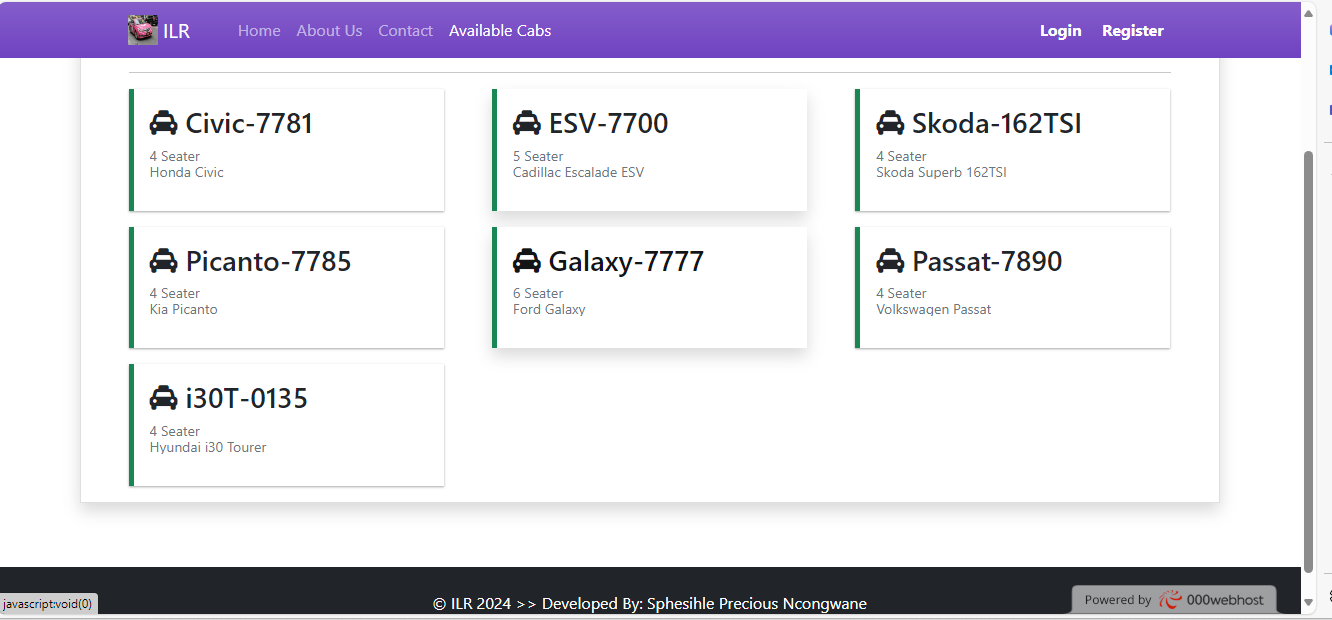 ILR Home About Us Contact Available Cabs Login Register
Civic-7781
4 Seater
Honda Civic
ESV-7700
5 Seater
Cadillac Escalade ESV
Skoda-162TSI
4 Seater
Skoda Superb 162TSI
Picanto-7785
4 Seater
Kia Picanto
Galaxy-7777
6 Seater
Ford Galaxy
Passat-7890
4 Seater
Volkswagen Passat
i30T-0135
4 Seater
Hyundai i30 Tourer
javascript:void(0)
© ILR 2024 >> Developed By: Sphesihle Precious Ncongwane
Powered by 000webhost